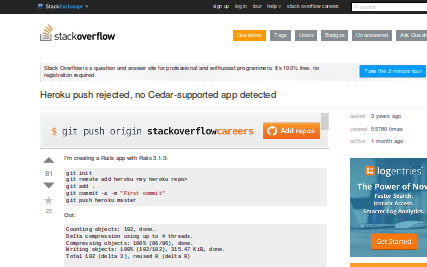 StackExchange
sign up log in tour help stack overflow careers search
stackoverflow
Questions Tags Users Badges Unanswered Ask Quest
Stack Overflow is a question and answer site for professional and enthusiast programmers. It's 100% free, no
registration required.
Take the 2-minute tour
Heroku push rejected, no Cedar-supported app detected
asked 3 years ago
viewed 55780 times
active 1 month ago
$ git push origin stackoverflowcareers Add repos
81
25
I'm creating a Rails app with Rails 3.1.3:
git init
git remote add heroku <my heroku repo>
git add .
git commit -a -m "First commit"
git push heroku master
Got:
Counting objects: 102, done.
Delta compression using up to 4 threads.
Compressing objects: 100% (86/86), done.
Writing objects: 100% (102/102), 315.47 KiB, done.
Total 102 (delta 3), reused 0 (delta 0)
logentries
The Power of Now
Faster Search.
Instant Access.
Smarter Log Analytics.
Get Started